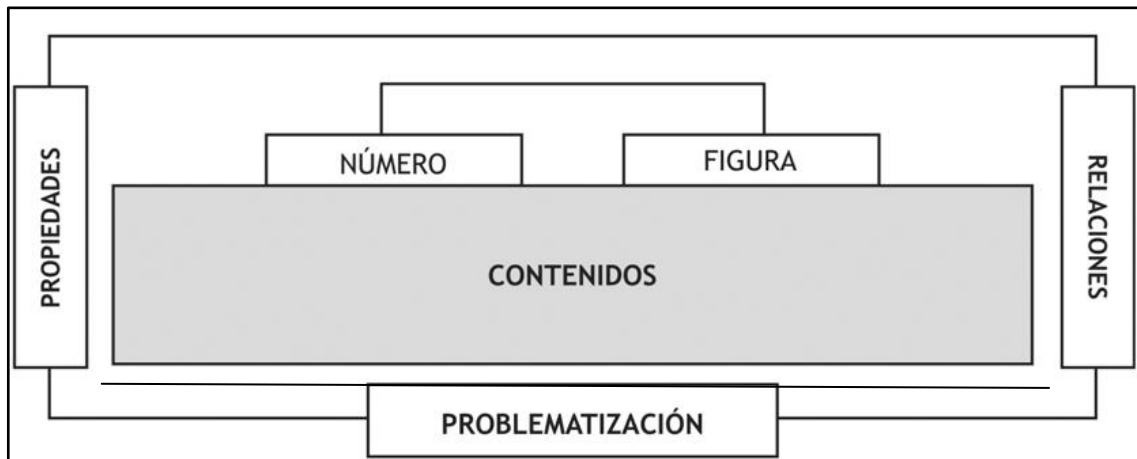 PROPIEDADES
NÚMERO
FIGURA
RELACIONES
CONTENIDOS
PROBLEMATIZACIÓN